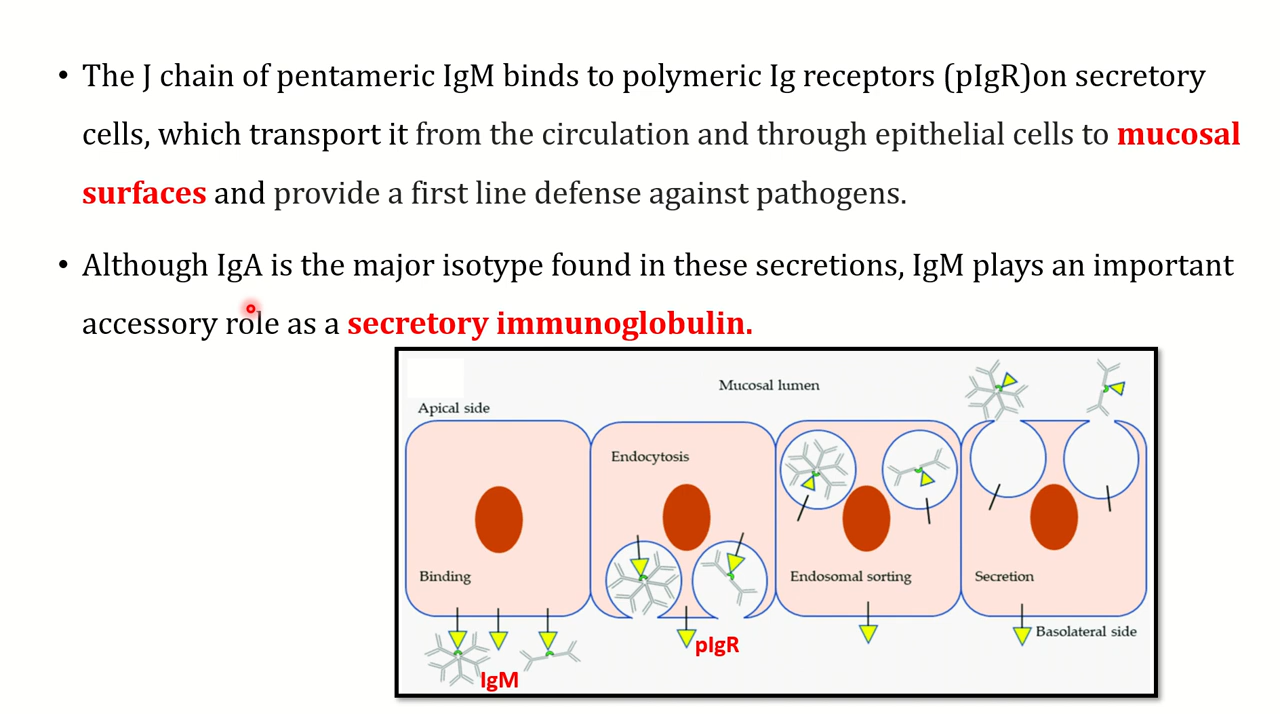 • The J chain of pentameric IgM binds to polymeric Ig receptors (pIgR)on secretory
cells, which transport it from the circulation and through epithelial cells to mucosal
surfaces and provide a first line defense against pathogens.
• Although IgA is the major isotype found in these secretions, IgM plays an important
accessory role as a secretory immunoglobulin.
Mucosal lumen
Apical side
Endocytosis
Binding
Endosomal sorting
Secretion
Basolateral side
pIgR
IgM